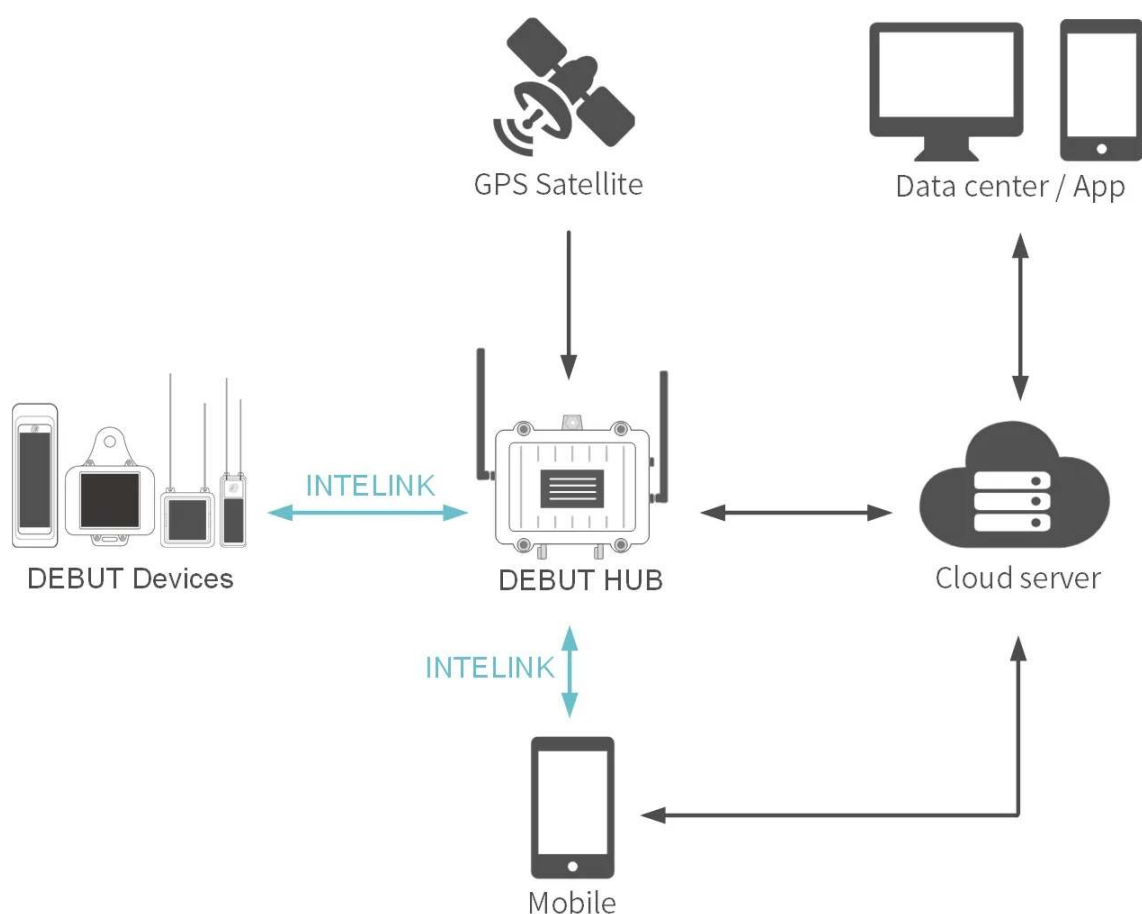 GPS Satellite
Data center / App
INTELINK
DEBUT Devices
DEBUT HUB
Cloud server
INTELINK
Mobile